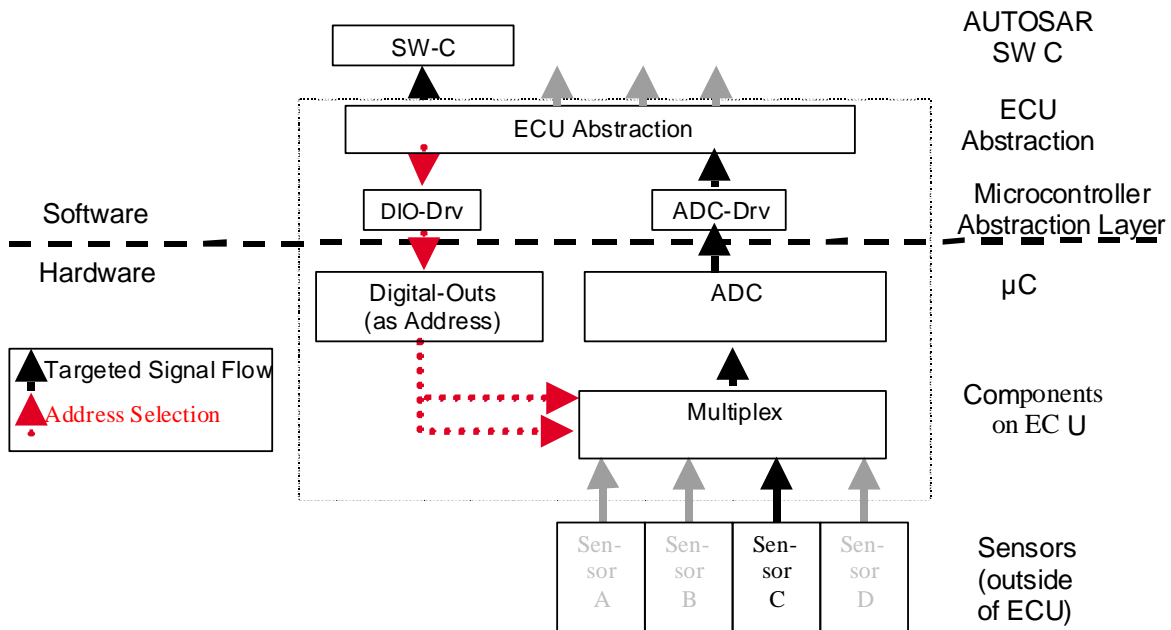 AUTOSAR
SW C
SW-C
ECU Abstraction
ECU
Abstraction
DIO-Drv
ADC-Drv
Microcontroller
Abstraction Layer
Software
Hardware
Digital-Outs
(as Address)
ADC
µC
Targeted Signal Flow
Address Selection
Multiplex
Components
on EC U
Sen-
sor
A
Sen-
sor
B
Sen-
sor
C
Sen-
sor
D
Sensors
(outside
of ECU)